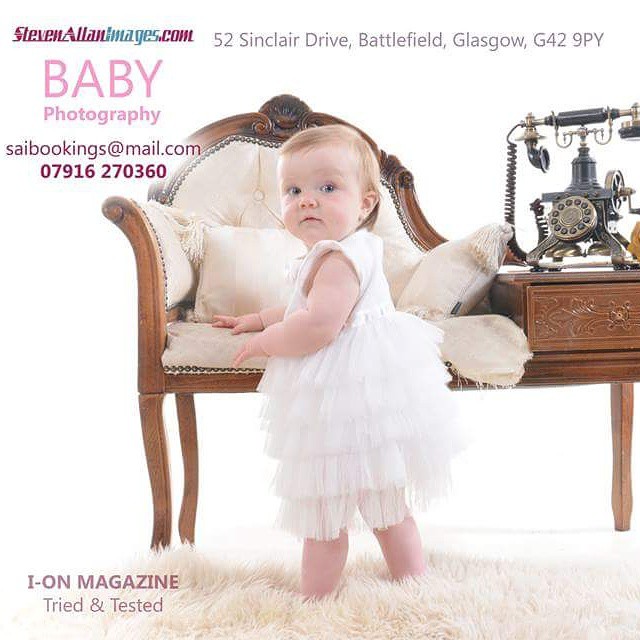 StevenAllanImages.com
52 Sinclair Drive, Battlefield, Glasgow, G42 9PY
BABY
Photography
saibookings@mail.com
07916 270360
I-ON MAGAZINE
Tried & Tested